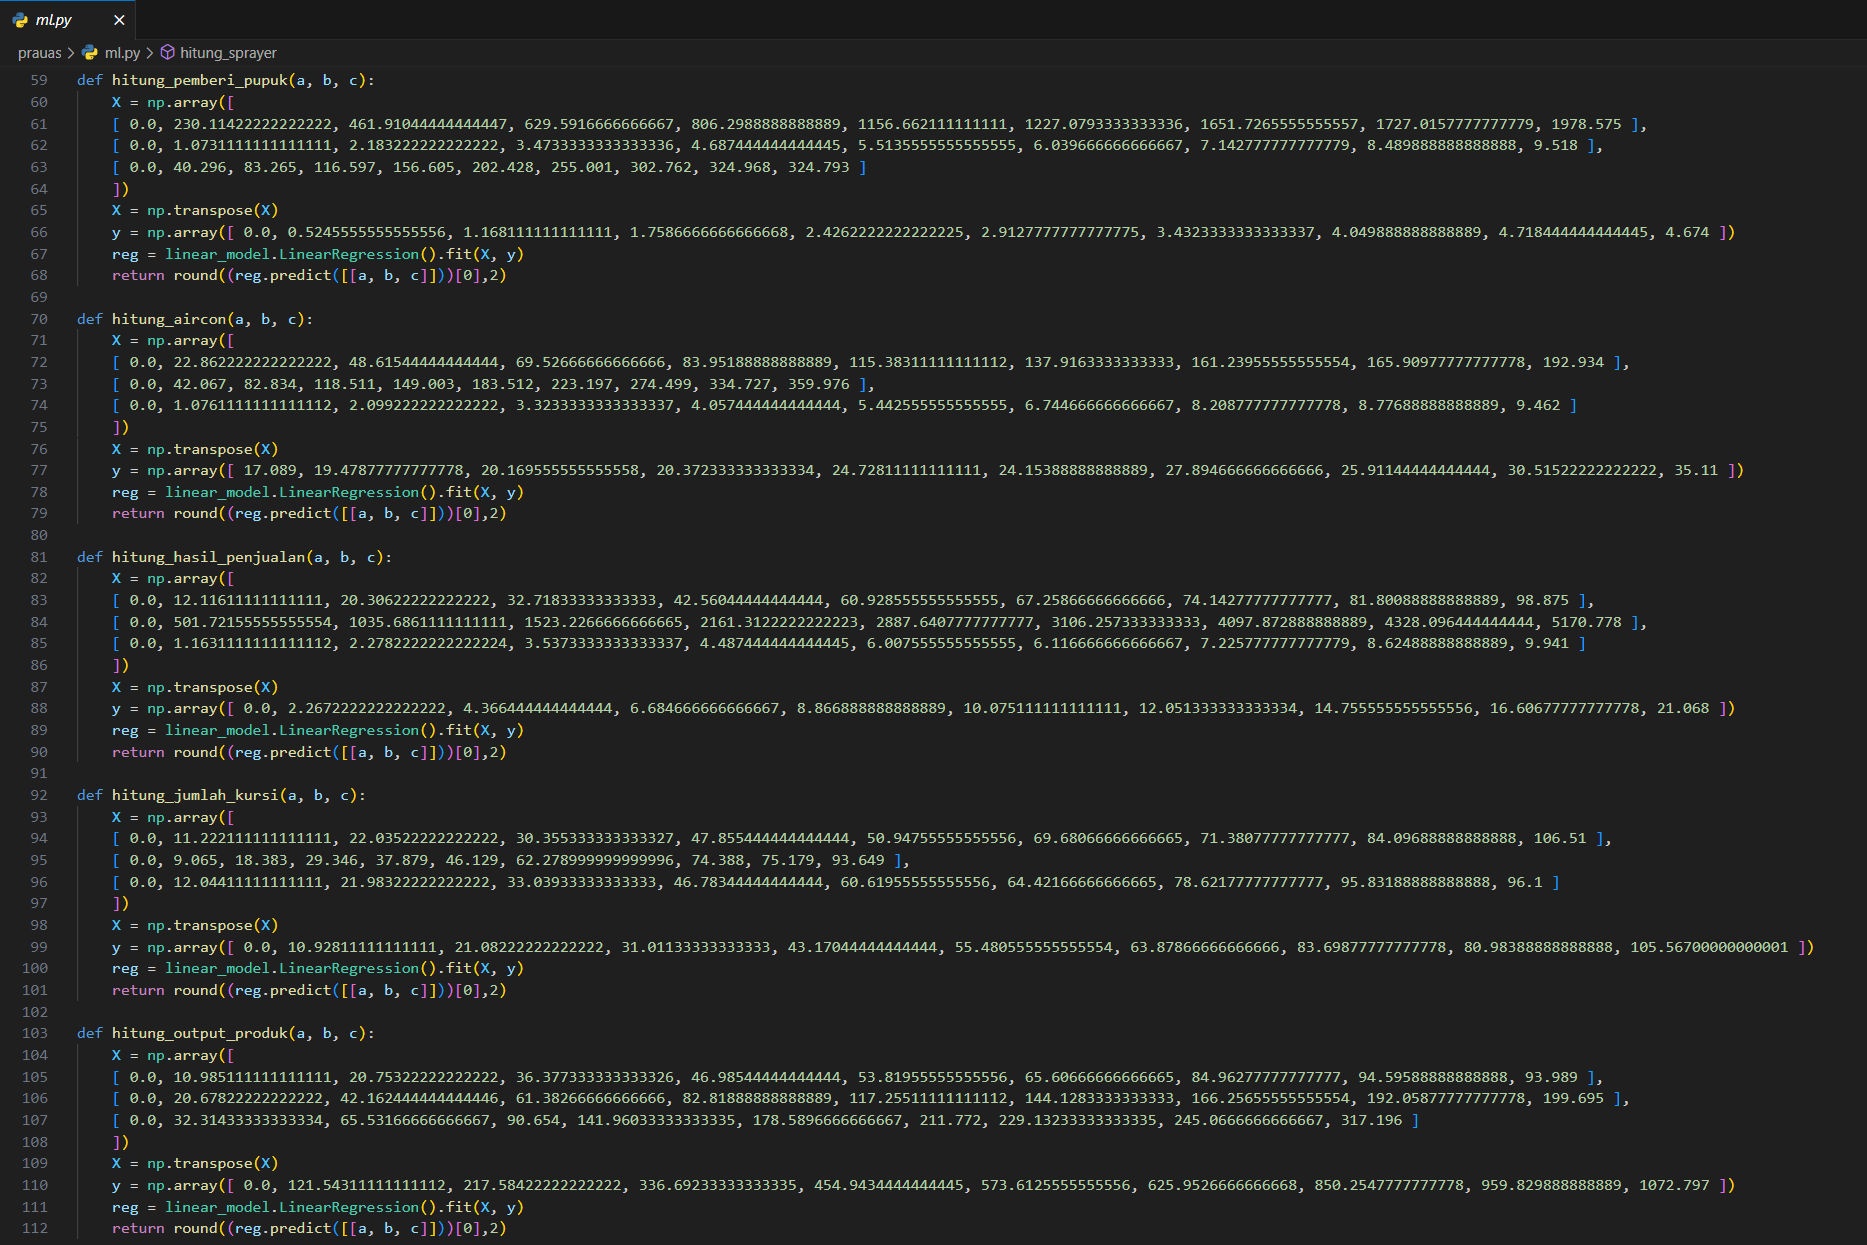 ml.py
prauas > ml.py > hitung_sprayer
59 def hitung_pemberi_pupuk(a, b, c):
60 X = np.array([
61 [ 0.0, 230.11422222222222, 461.91044444444447, 629.5916666666667, 806.2988888888889, 1156.662111111111, 1227.0793333333336, 1651.7265555555557, 1727.0157777777779, 1978.575 ],
62 [ 0.0, 1.0731111111111111, 2.183222222222222, 3.4733333333333336, 4.687444444444445, 5.5135555555555555, 6.039666666666667, 7.142777777777779, 8.489888888888888, 9.518 ],
63 [ 0.0, 40.296, 83.265, 116.597, 156.605, 202.428, 255.001, 302.762, 324.968, 324.793 ]
64 ])
65 X = np.transpose(X)
66 y = np.array([ 0.0, 0.5245555555555556, 1.168111111111111, 1.7586666666666668, 2.4262222222222225, 2.9127777777777775, 3.4323333333333337, 4.049888888888889, 4.718444444444445, 4.674 ])
67 reg = linear_model.LinearRegression().fit(X, y)
68 return round((reg.predict([[a, b, c]]))[0],2)
69
70 def hitung_aircon(a, b, c):
71 X = np.array([
72 [ 0.0, 22.862222222222222, 48.61544444444444, 69.52666666666666, 83.95188888888889, 115.38311111111112, 137.9163333333333, 161.23955555555554, 165.90977777777778, 192.934 ],
73 [ 0.0, 42.067, 82.834, 118.511, 149.003, 183.512, 223.197, 274.499, 334.727, 359.976 ],
74 [ 0.0, 1.0761111111111112, 2.099222222222222, 3.3233333333333337, 4.057444444444444, 5.442555555555555, 6.744666666666667, 8.208777777777778, 8.77688888888889, 9.462 ]
75 ])
76 X = np.transpose(X)
77 y = np.array([ 17.089, 19.47877777777778, 20.169555555555558, 20.372333333333334, 24.72811111111111, 24.15388888888889, 27.894666666666666, 25.91144444444444, 30.51522222222222, 35.11 ])
78 reg = linear_model.LinearRegression().fit(X, y)
79 return round((reg.predict([[a, b, c]]))[0],2)
80
81 def hitung_hasil_penjualan(a, b, c):
82 X = np.array([
83 [ 0.0, 12.11611111111111, 20.30622222222222, 32.71833333333333, 42.56044444444444, 60.928555555555555, 67.25866666666666, 74.14277777777777, 81.80088888888889, 98.875 ],
84 [ 0.0, 501.72155555555554, 1035.6861111111111, 1523.2266666666665, 2161.3122222222223, 2887.6407777777777, 3106.257333333333, 4097.872888888889, 4328.096444444444, 5170.778 ],
85 [ 0.0, 1.1631111111111112, 2.2782222222222224, 3.5373333333333337, 4.487444444444445, 6.007555555555555, 6.116666666666667, 7.225777777777779, 8.62488888888889, 9.941 ]
86 ])
87 X = np.transpose(X)
88 y = np.array([ 0.0, 2.2672222222222222, 4.366444444444444, 6.684666666666667, 8.866888888888889, 10.075111111111111, 12.051333333333334, 14.755555555555556, 16.60677777777778, 21.068 ])
89 reg = linear_model.LinearRegression().fit(X, y)
90 return round((reg.predict([[a, b, c]]))[0],2)
91
92 def hitung_jumlah_kursi(a, b, c):
93 X = np.array([
94 [ 0.0, 11.222111111111111, 22.03522222222222, 30.355333333333327, 47.855444444444444, 50.94755555555556, 69.68066666666665, 71.38077777777777, 84.09688888888888, 106.51 ],
95 [ 0.0, 9.065, 18.383, 29.346, 37.879, 46.129, 62.278999999999996, 74.388, 75.179, 93.649 ],
96 [ 0.0, 12.04411111111111, 21.98322222222222, 33.03933333333333, 46.78344444444444, 60.61955555555556, 64.42166666666665, 78.62177777777777, 95.83188888888888, 96.1 ]
97 ])
98 X = np.transpose(X)
99 y = np.array([ 0.0, 10.92811111111111, 21.08222222222222, 31.01133333333333, 43.17044444444444, 55.480555555555554, 63.87866666666666, 83.69877777777778, 80.98388888888888, 105.56700000000001 ])
100 reg = linear_model.LinearRegression().fit(X, y)
101 return round((reg.predict([[a, b, c]]))[0],2)
102
103 def hitung_output_produk(a, b, c):
104 X = np.array([
105 [ 0.0, 10.985111111111111, 20.75322222222222, 36.377333333333326, 46.98544444444444, 53.81955555555556, 65.60666666666665, 84.96277777777777, 94.59588888888888, 93.989 ],
106 [ 0.0, 20.67822222222222, 42.162444444444446, 61.38266666666666, 82.81888888888889, 117.25511111111112, 144.1283333333333, 166.25655555555554, 192.05877777777778, 199.695 ],
107 [ 0.0, 32.31433333333334, 65.53166666666667, 90.654, 141.96033333333335, 178.5896666666667, 211.772, 229.13233333333335, 245.0666666666667, 317.196 ]
108 ])
109 X = np.transpose(X)
110 y = np.array([ 0.0, 121.54311111111112, 217.58422222222222, 336.69233333333335, 454.9434444444445, 573.6125555555556, 625.9526666666668, 850.2547777777778, 959.829888888889, 1072.797 ])
111 reg = linear_model.LinearRegression().fit(X, y)
112 return round((reg.predict([[a, b, c]]))[0],2)